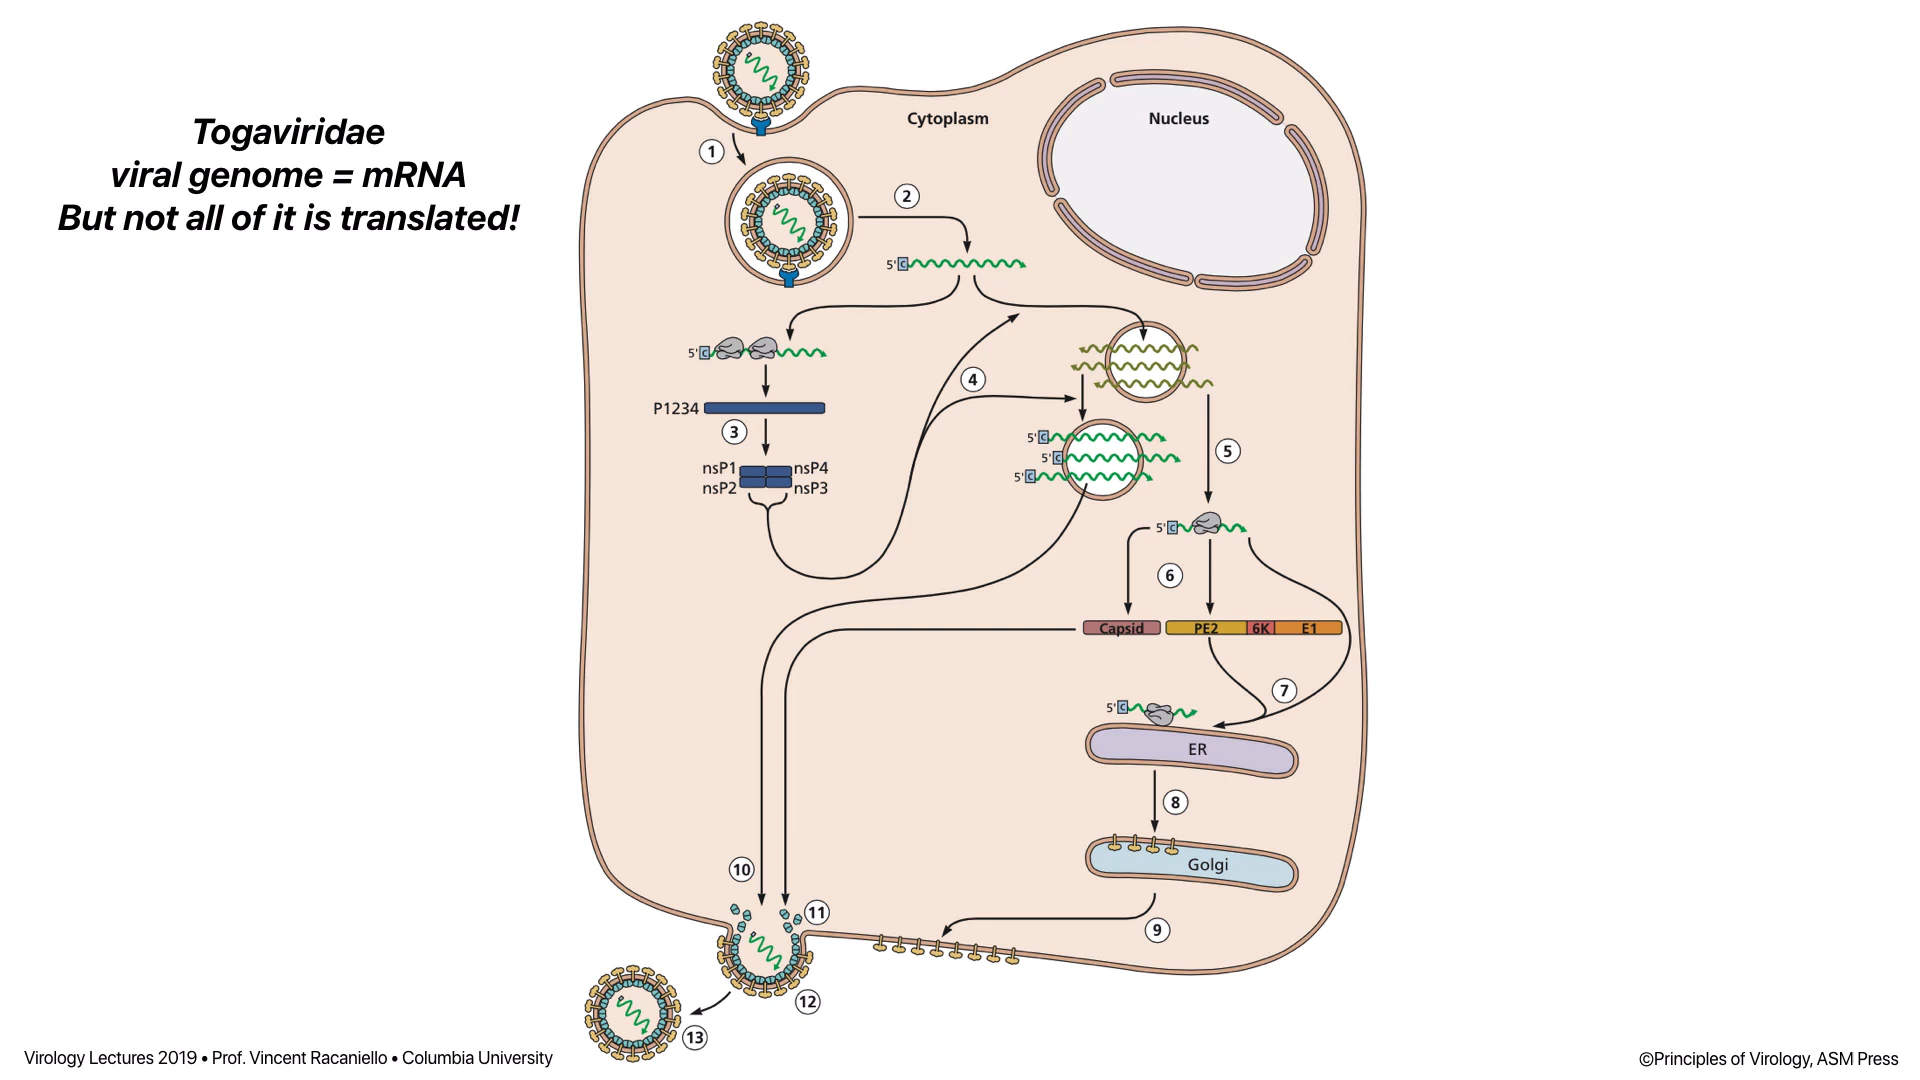 Togaviridae
viral genome = mRNA
But not all of it is translated!
Cytoplasm
Nucleus
1
2
5' C
5' C
P1234
3
nsP1 nsP4
nsP2 nsP3
4
5' C
5' C
5' C
5
5' C
6
Capsid PE2 6K E1
7
5' C
ER
8
Golgi
9
10
11
12
13
Virology Lectures 2019 • Prof. Vincent Racaniello • Columbia University
©Principles of Virology, ASM Press